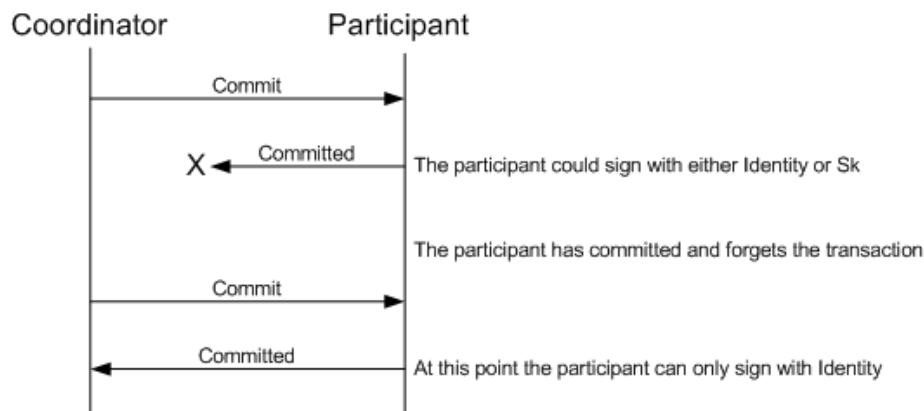 Coordinator Participant
Commit
X Committed The participant could sign with either Identity or Sk
The participant has committed and forgets the transaction
Commit
Committed At this point the participant can only sign with Identity